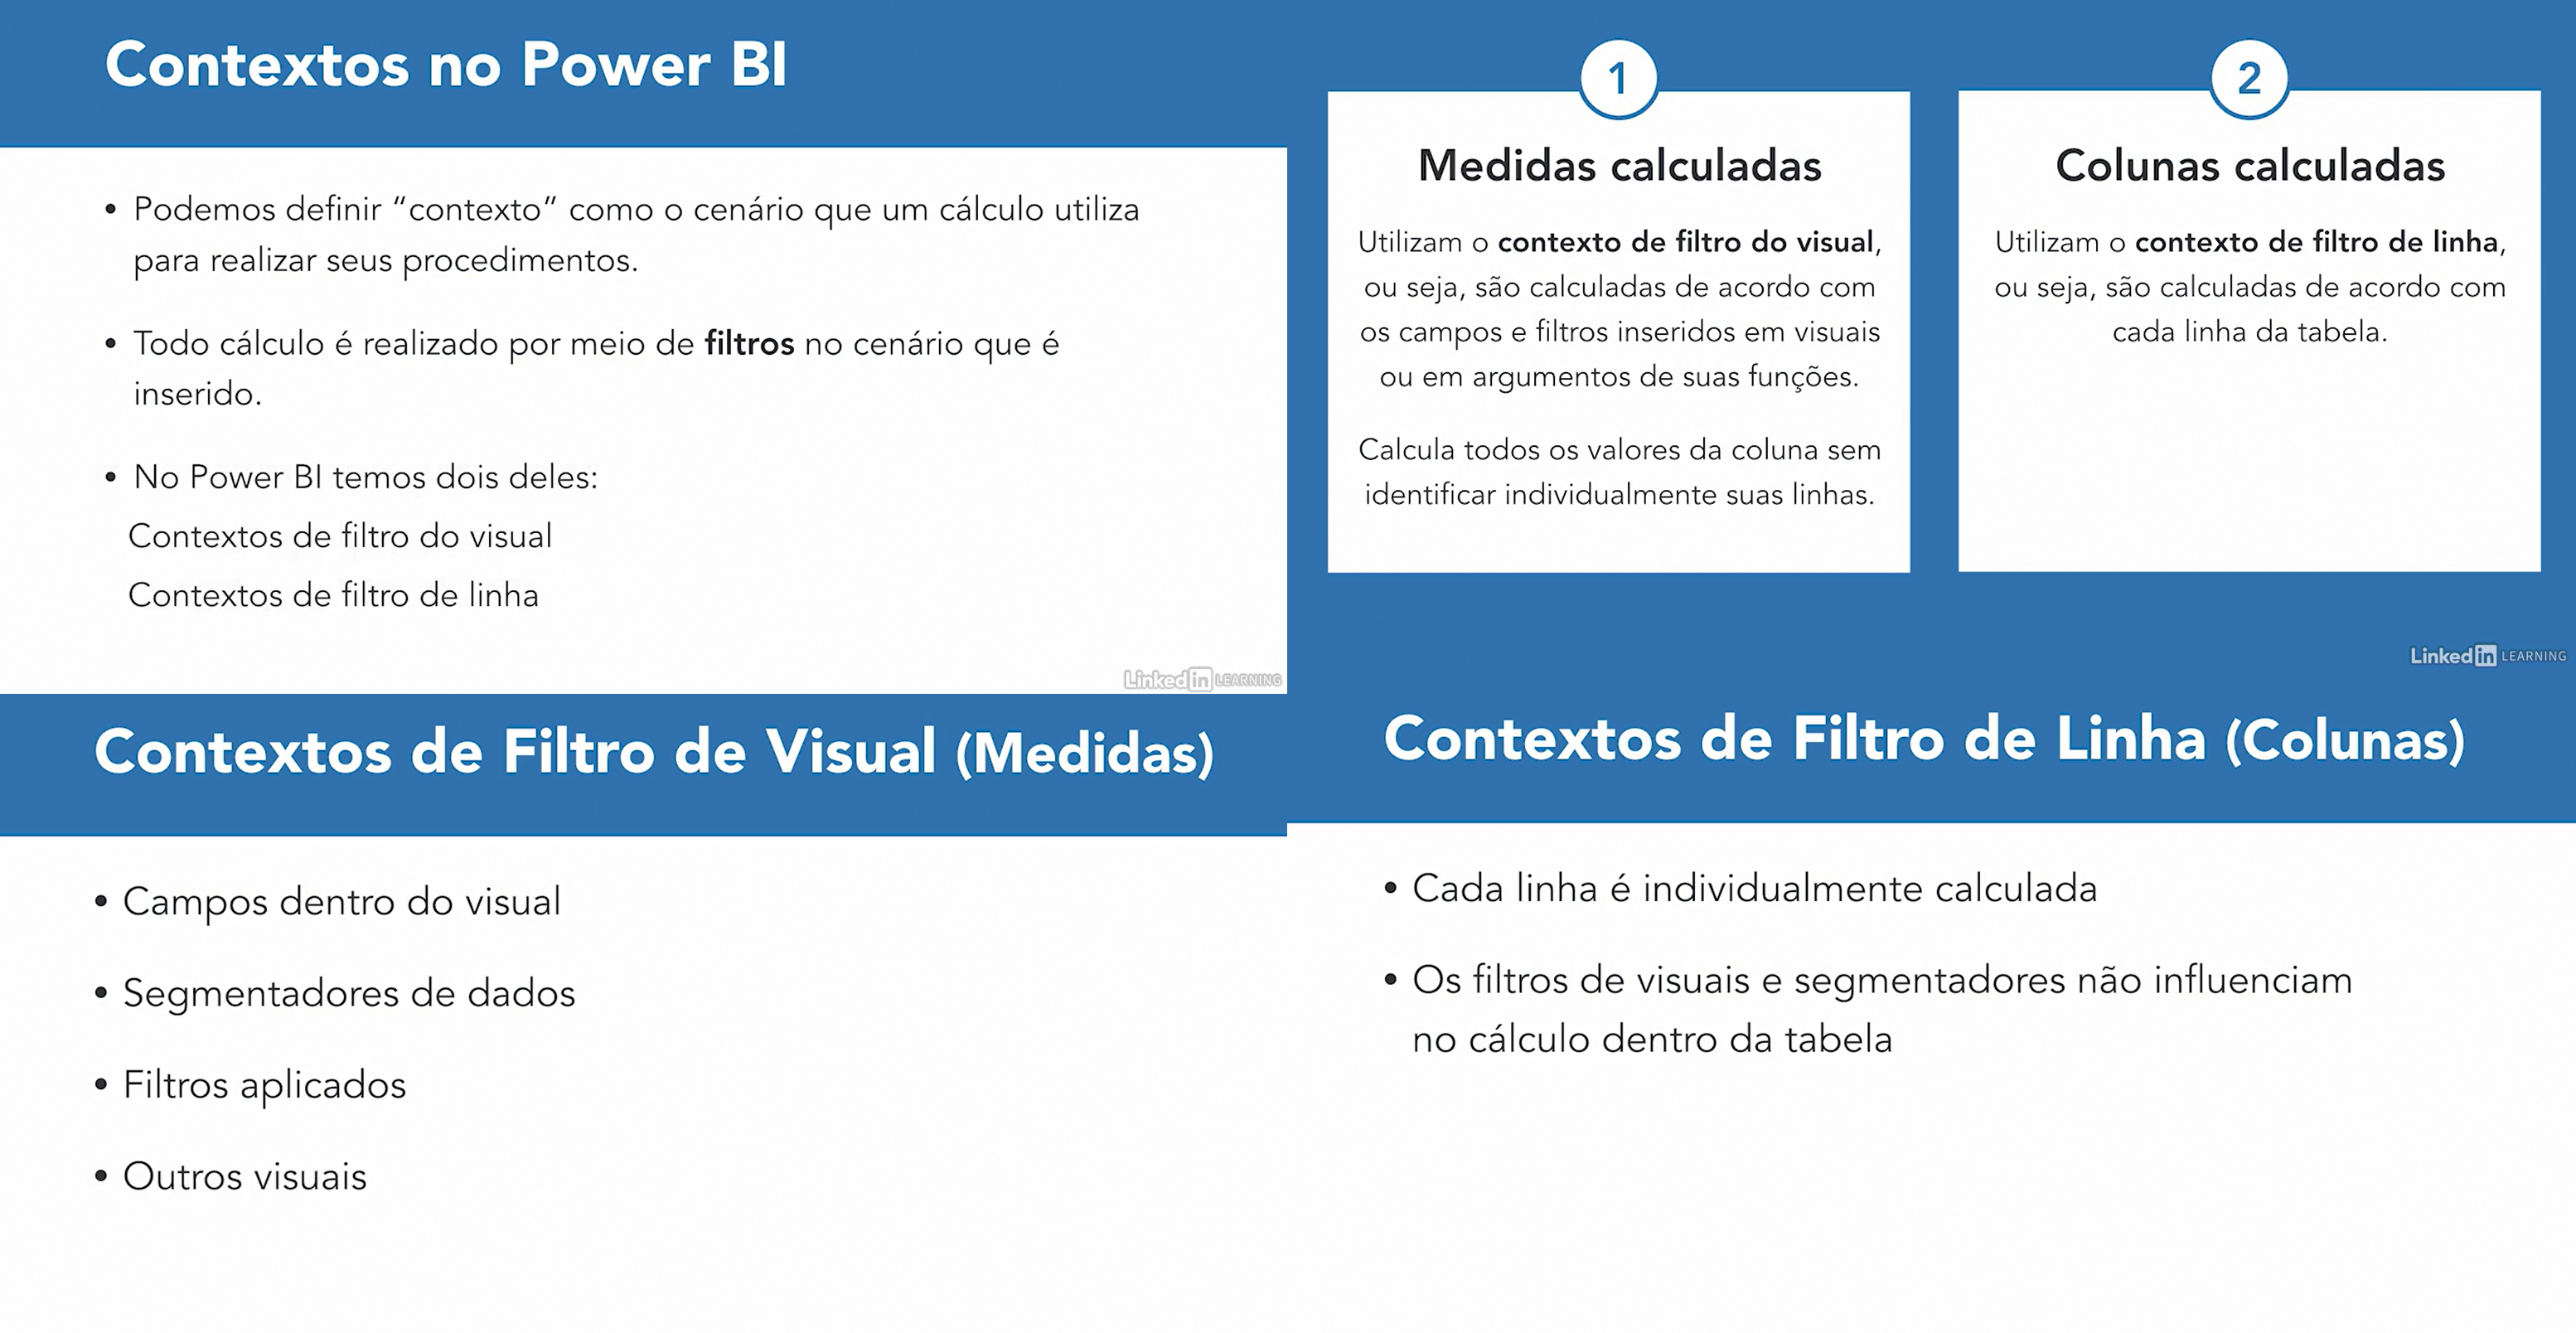 Contextos no Power BI
• Podemos definir “contexto” como o cenário que um cálculo utiliza
para realizar seus procedimentos.
• Todo cálculo é realizado por meio de filtros no cenário que é
inserido.
• No Power BI temos dois deles:
Contextos de filtro do visual
Contextos de filtro de linha
Linked in LEARNING
1
Medidas calculadas
Utilizam o contexto de filtro do visual,
ou seja, são calculadas de acordo com
os campos e filtros inseridos em visuais
ou em argumentos de suas funções.
Calcula todos os valores da coluna sem
identificar individualmente suas linhas.
2
Colunas calculadas
Utilizam o contexto de filtro de linha,
ou seja, são calculadas de acordo com
cada linha da tabela.
Linked in LEARNING
Contextos de Filtro de Visual (Medidas)
• Campos dentro do visual
• Segmentadores de dados
• Filtros aplicados
• Outros visuais
Contextos de Filtro de Linha (Colunas)
• Cada linha é individualmente calculada
• Os filtros de visuais e segmentadores não influenciam
no cálculo dentro da tabela